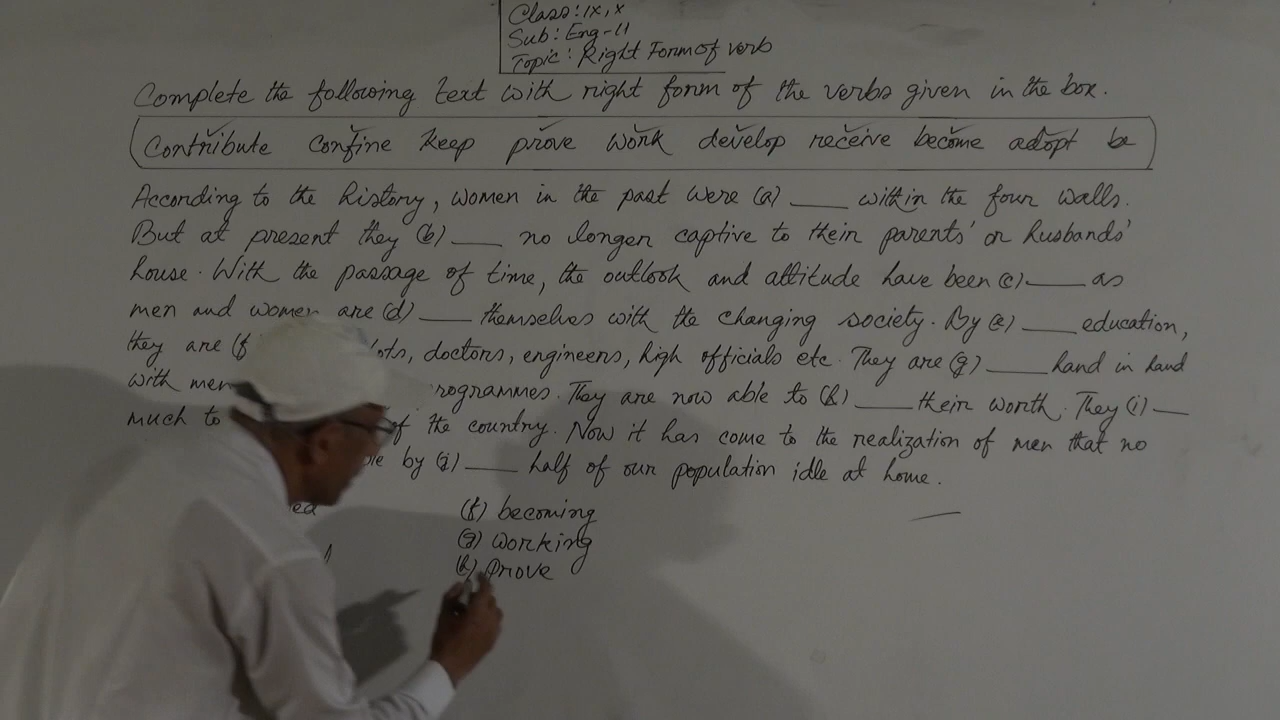 Class: IX, X
Sub: Eng-II
Topic: Right Form of verb
Complete the following text with right form of the verbs given in the box.
Contribute confine keep prove work develop receive become adopt be
According to the history, women in the past were (a) ____ within the four walls.
But at present they (b) ____ no longer captive to their parents' or husbands'
house. With the passage of time, the outlook and attitude have been (c) ____ as
men and women are (d) ____ themselves with the changing society. By (e) ____ education,
they are (f , doctors, engineers, high officials etc. They are (g) ____ hand in hand
with men rogrammes. They are now able to (h) ____ their worth. They (i) ____
much to of the country. Now it has come to the realization of men that no
by (j) ____ half of our population idle at home.
(f) becoming
(g) working
(h) Prove